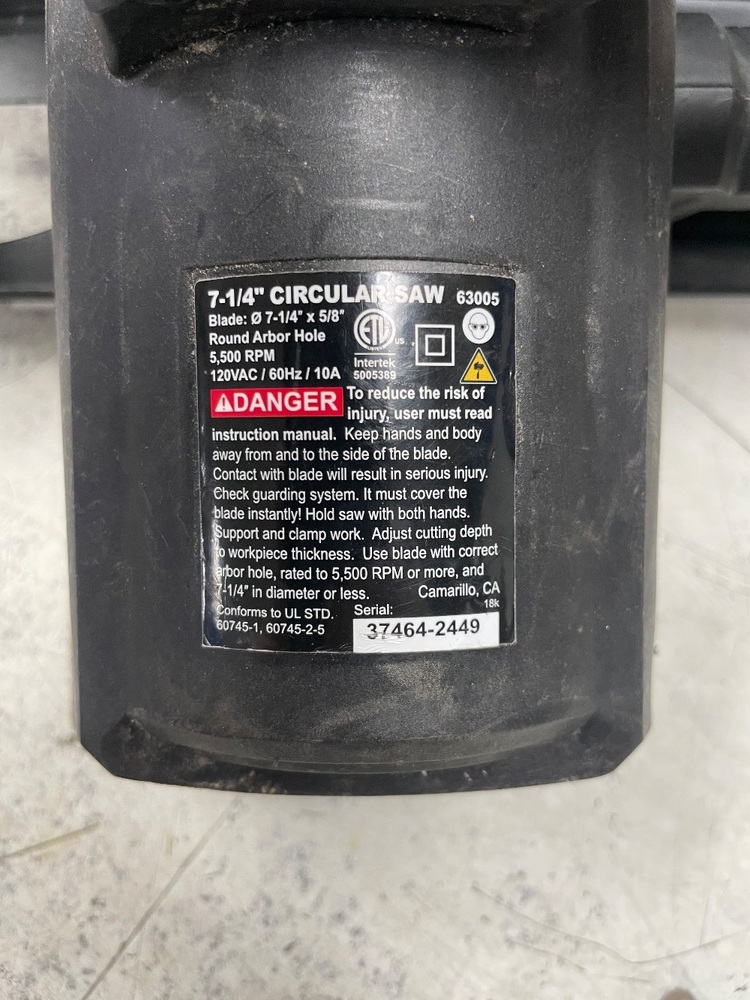 7-1/4" CIRCULAR SAW 63005
Blade: Ø 7-1/4" x 5/8"
Round Arbor Hole
5,500 RPM
120VAC / 60Hz / 10A
ETL
US
Intertek
5005389
DANGER
To reduce the risk of
injury, user must read
instruction manual. Keep hands and body
away from and to the side of the blade.
Contact with blade will result in serious injury.
Check guarding system. It must cover the
blade instantly! Hold saw with both hands.
Support and clamp work. Adjust cutting depth
to workpiece thickness. Use blade with correct
arbor hole, rated to 5,500 RPM or more, and
7-1/4" in diameter or less. Camarillo, CA
18k
Conforms to UL STD.
60745-1, 60745-2-5
Serial:
37464-2449